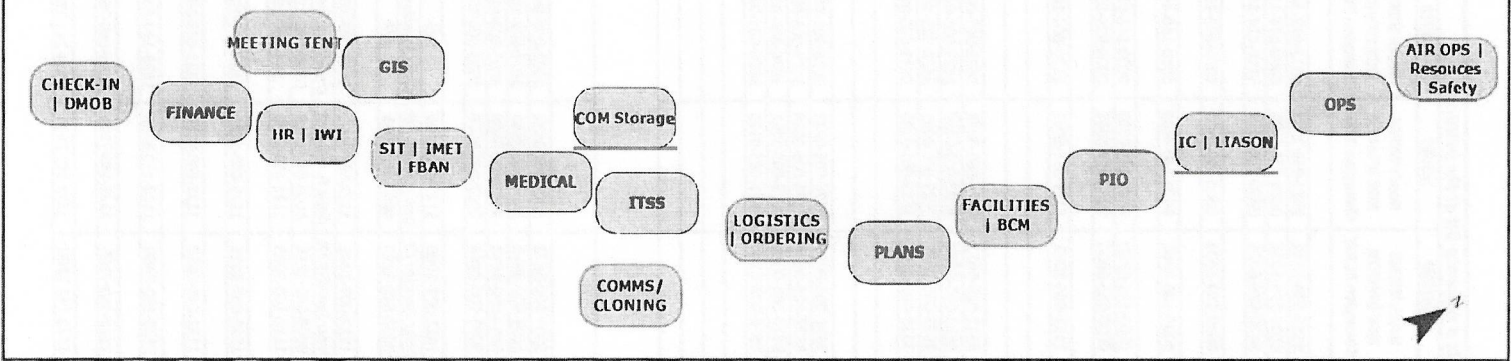 MEETING TENT
GIS
CHECK-IN
| DMOB
FINANCE
HR | IWI
SIT | IMET
| FBAN
COM Storage
MEDICAL
ITSS
COMMS/
CLONING
LOGISTICS
| ORDERING
PLANS
FACILITIES
| BCM
PIO
IC | LIASON
OPS
AIR OPS |
Resouces
| Safety
N